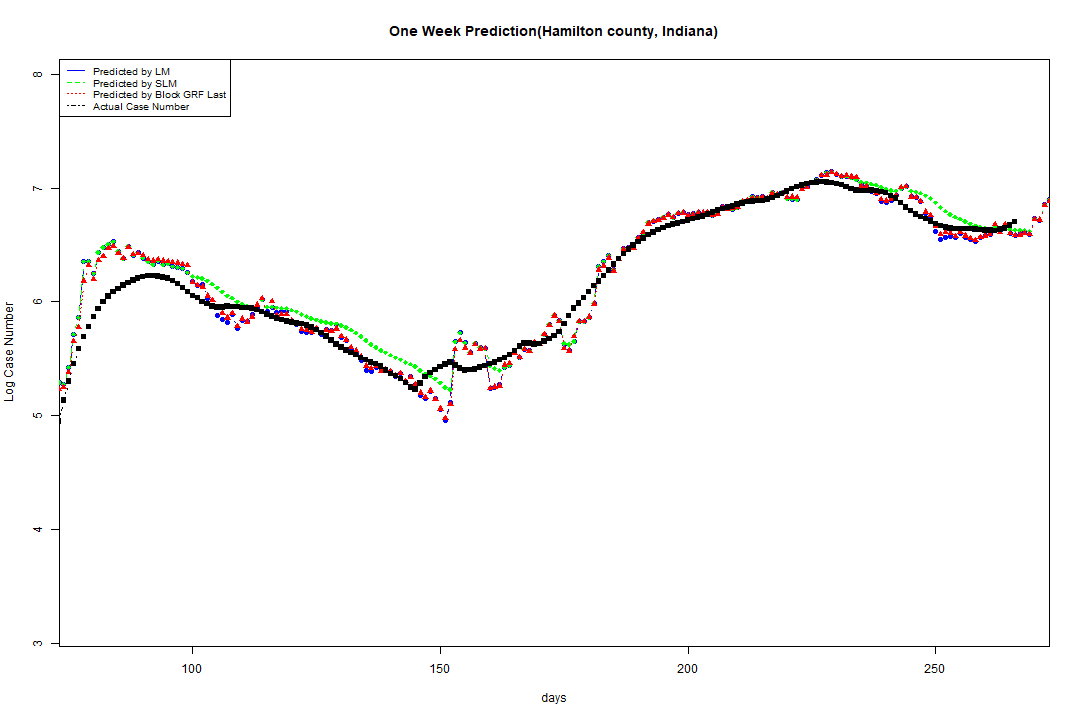 One Week Prediction(Hamilton county, Indiana)
8
Predicted by LM
Predicted by SLM
Predicted by Block GRF Last
Actual Case Number
7
6
5
4
3
Log Case Number
100
150
200
250
days